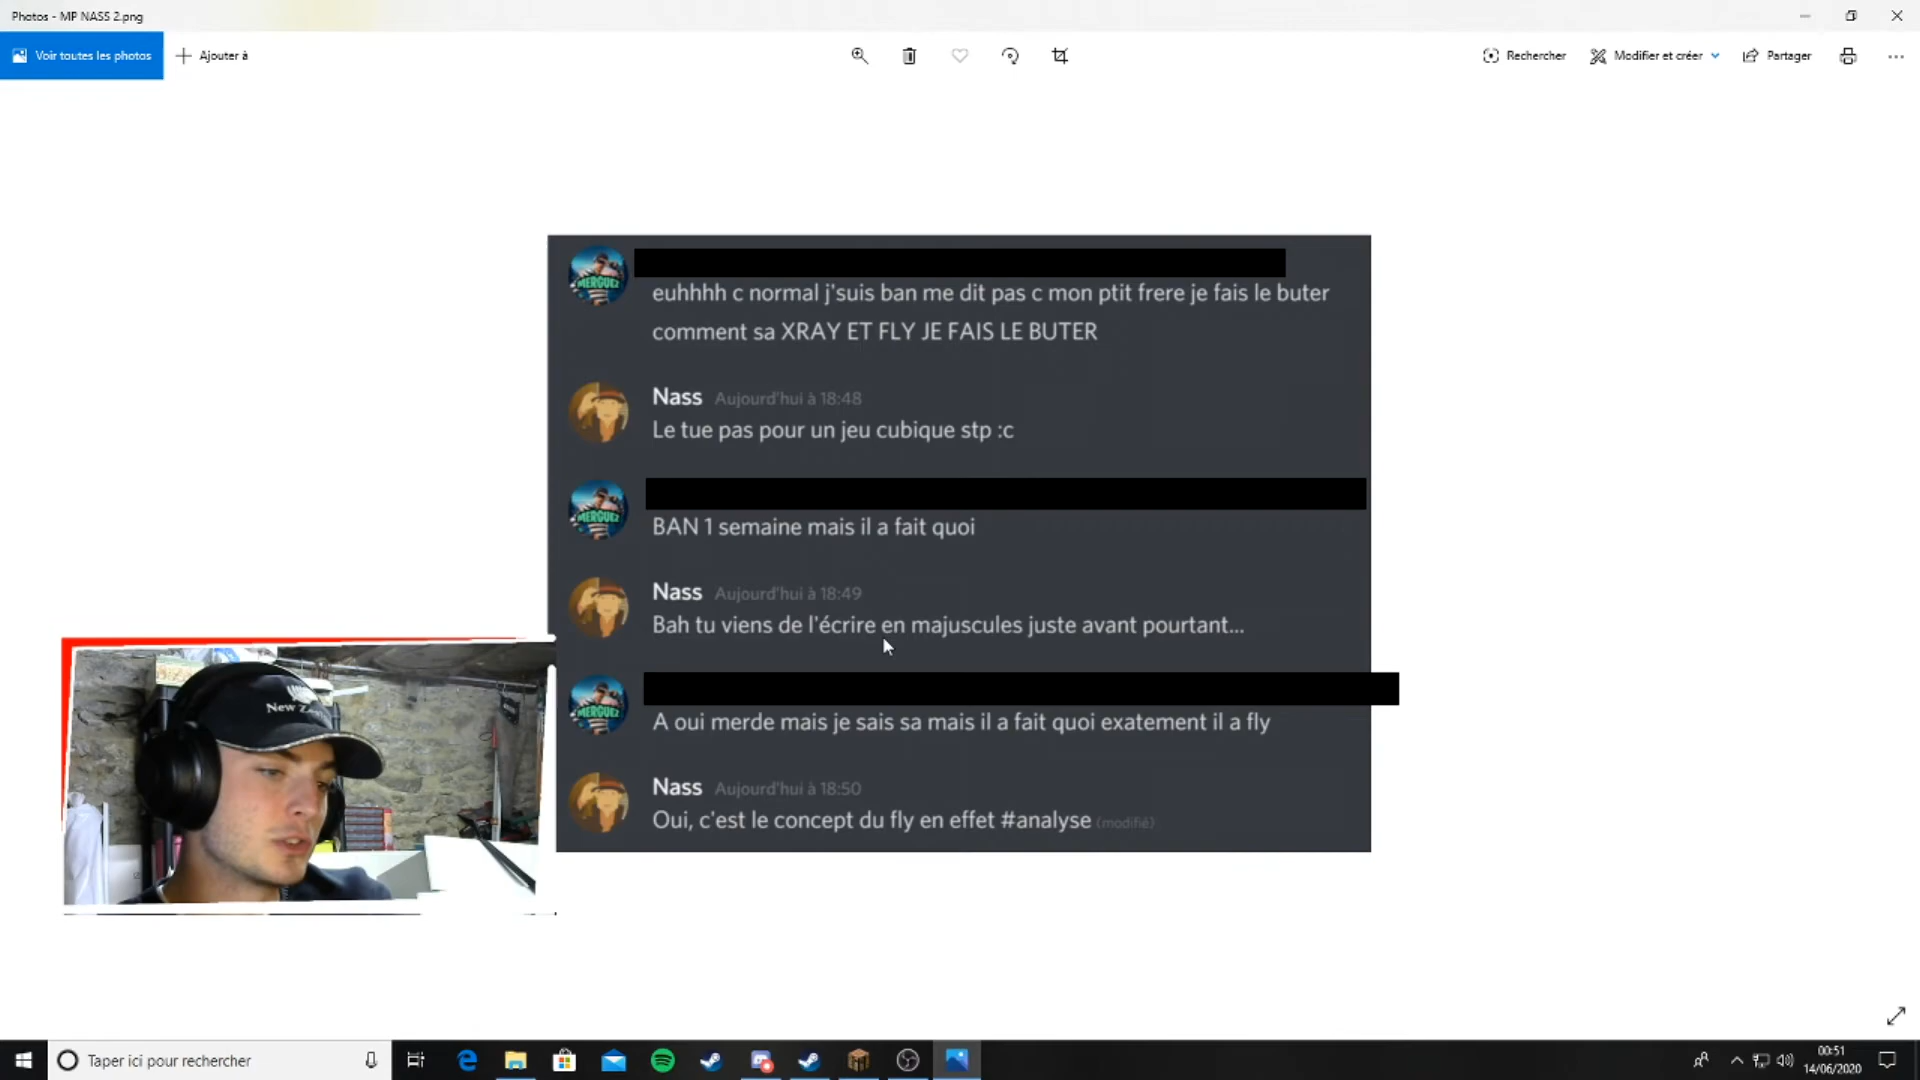 Photos - MP NASS 2.png
Voir toutes les photos
Ajouter à
Rechercher
Modifier et créer
Partager
MERGUEZ
euhhhh c normal j'suis ban me dit pas c mon ptit frere je fais le buter
comment sa XRAY ET FLY JE FAIS LE BUTER
Nass Aujourd'hui à 18:48
Le tue pas pour un jeu cubique stp :c
MERGUEZ
BAN 1 semaine mais il a fait quoi
Nass Aujourd'hui à 18:49
Bah tu viens de l'écrire en majuscules juste avant pourtant...
MERGUEZ
A oui merde mais je sais sa mais il a fait quoi exatement il a fly
Nass Aujourd'hui à 18:50
Oui, c'est le concept du fly en effet #analyse (modifié)
New
Taper ici pour rechercher
00:51
14/06/2020